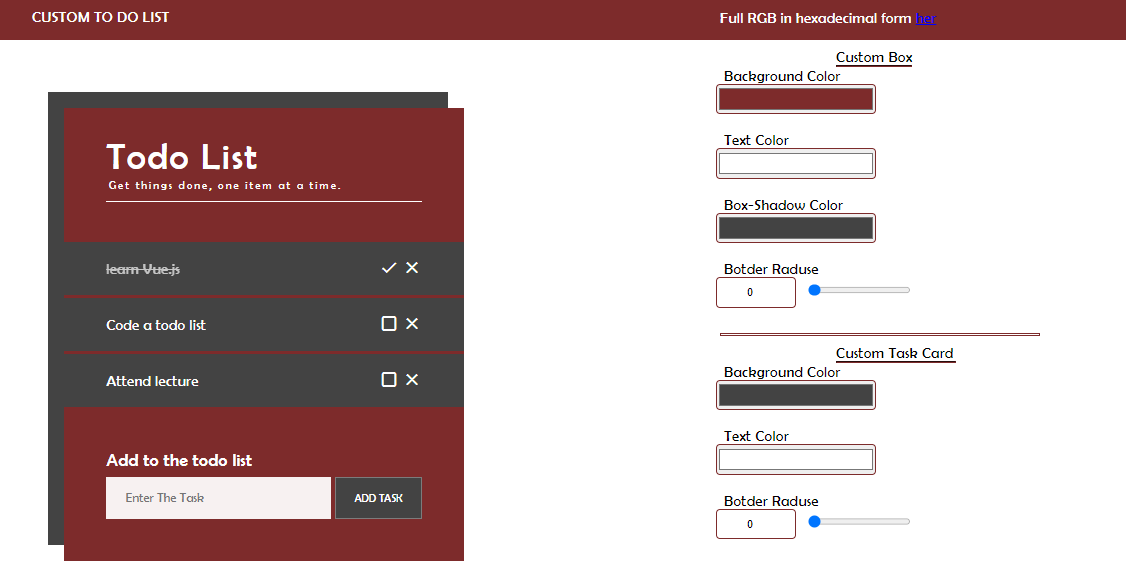 CUSTOM TO DO LIST
Full RGB in hexadecimal form her
Todo List
Get things done, one item at a time.
learn Vue.js
Code a todo list
Attend lecture
Add to the todo list
Enter The Task
ADD TASK
Custom Box
Background Color
Text Color
Box-Shadow Color
Botder Raduse
0
Custom Task Card
Background Color
Text Color
Botder Raduse
0